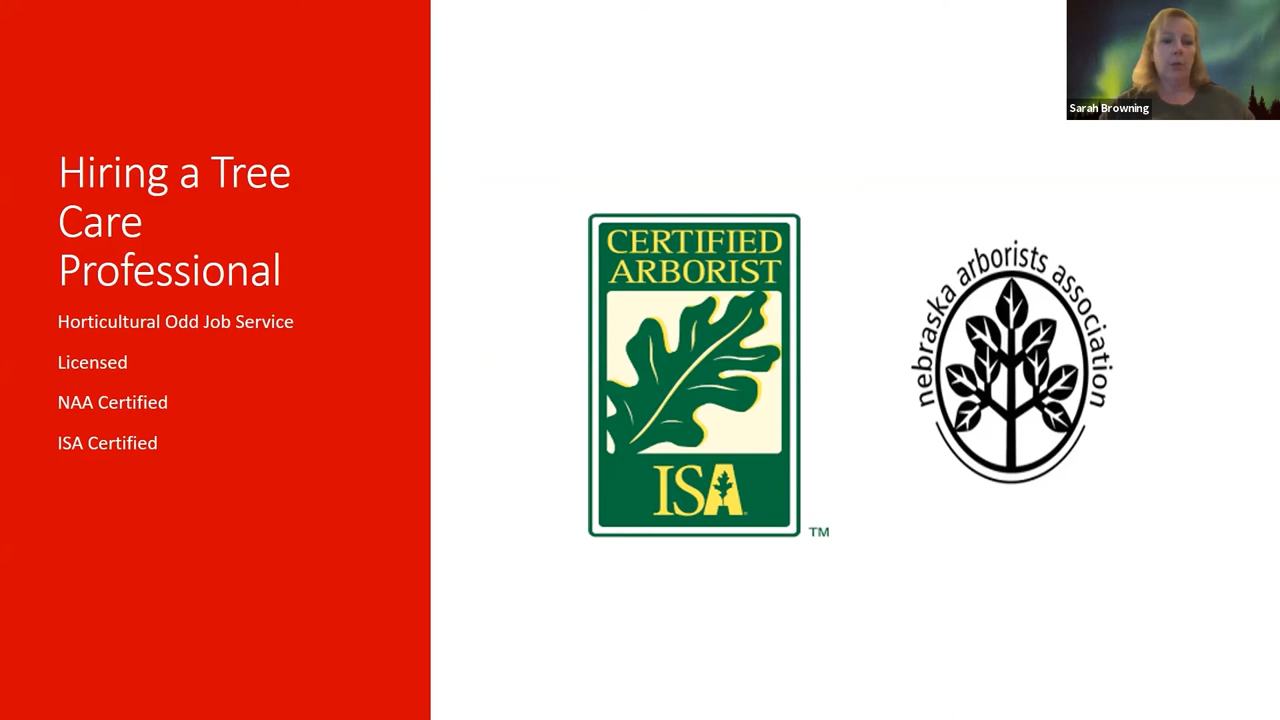 Hiring a Tree
Care
Professional
Horticultural Odd Job Service
Licensed
NAA Certified
ISA Certified
CERTIFIED
ARBORIST
ISA
TM
nebraska arborists association
Sarah Browning